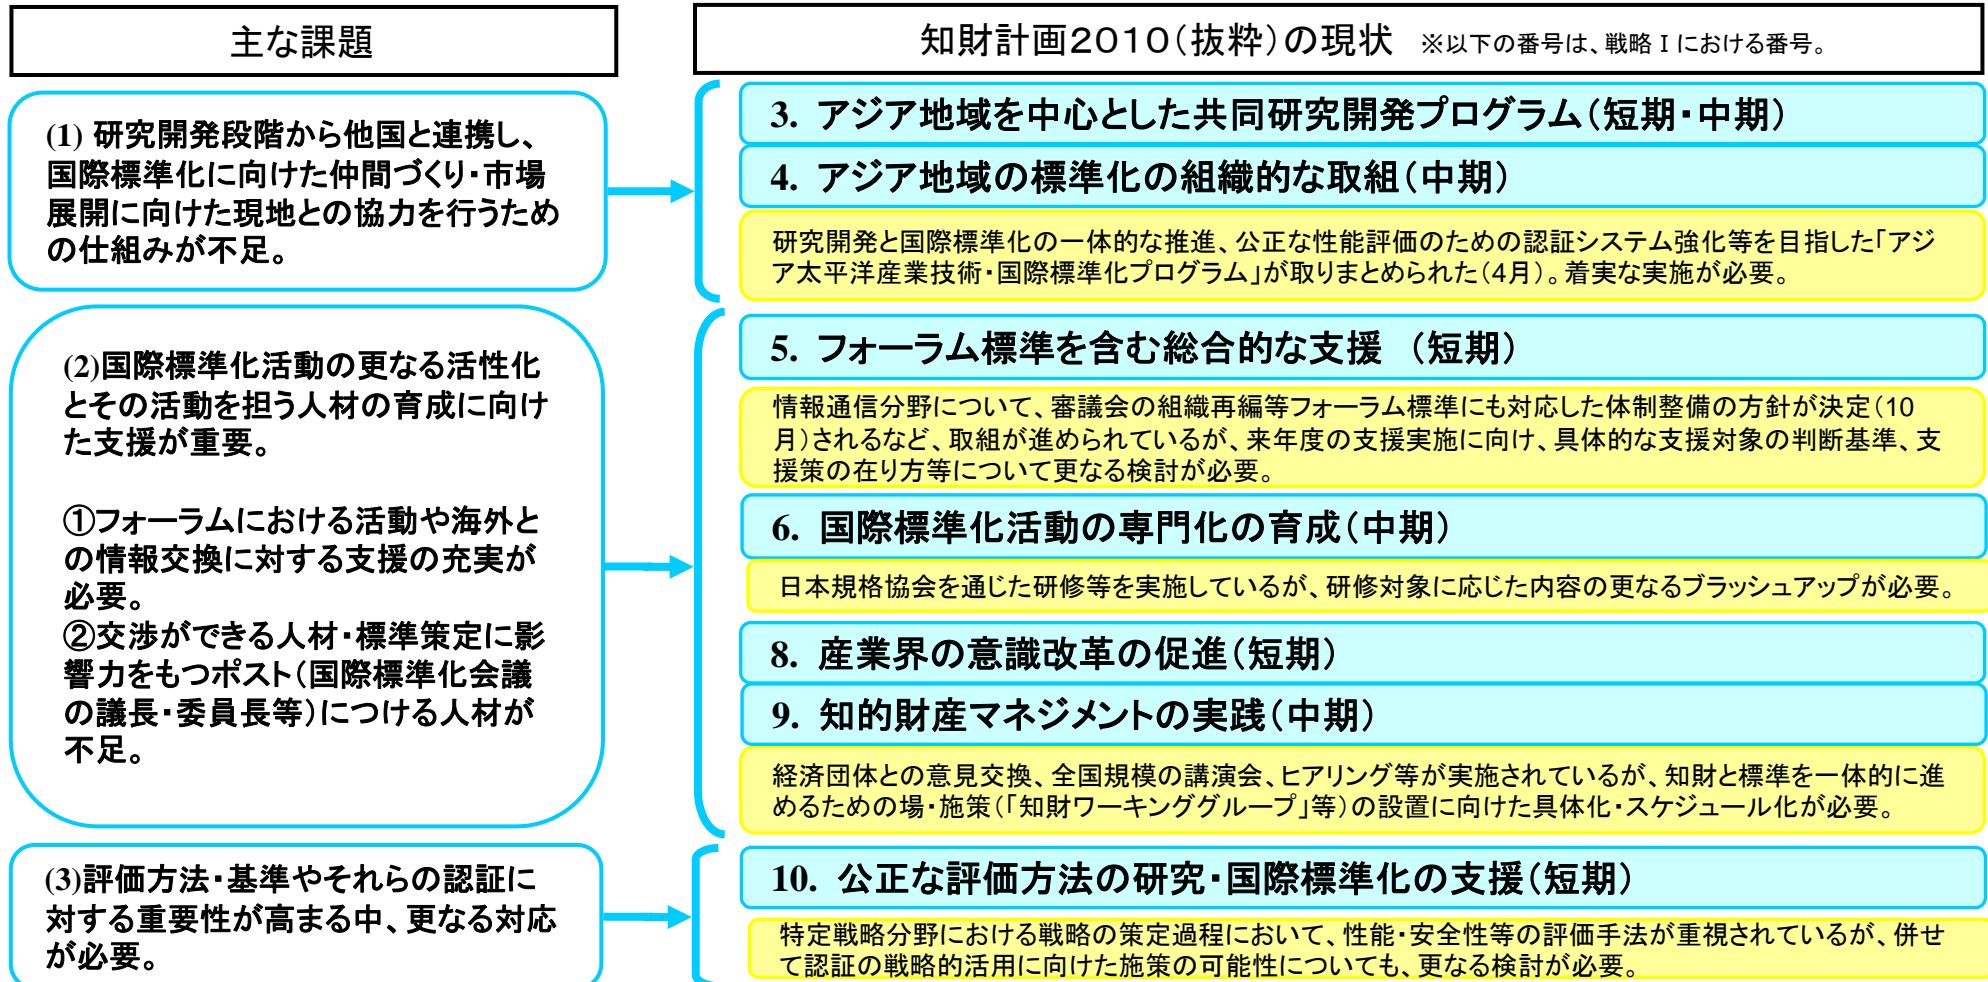 主な課題
知財計画2010(抜粋)の現状 ※以下の番号は、戦略Ⅰにおける番号。
(1) 研究開発段階から他国と連携し、
国際標準化に向けた仲間づくり・市場
展開に向けた現地との協力を行うため
の仕組みが不足。
3. アジア地域を中心とした共同研究開発プログラム(短期・中期)
4. アジア地域の標準化の組織的な取組(中期)
研究開発と国際標準化の一体的な推進、公正な性能評価のための認証システム強化等を目指した「アジ
ア太平洋産業技術・国際標準化プログラム」が取りまとめられた(4月)。着実な実施が必要。
(2)国際標準化活動の更なる活性化
とその活動を担う人材の育成に向け
た支援が重要。
①フォーラムにおける活動や海外と
の情報交換に対する支援の充実が
必要。
②交渉ができる人材・標準策定に影
響力をもつポスト(国際標準化会議
の議長・委員長等)につける人材が
不足。
5. フォーラム標準を含む総合的な支援 (短期)
情報通信分野について、審議会の組織再編等フォーラム標準にも対応した体制整備の方針が決定(10
月)されるなど、取組が進められているが、来年度の支援実施に向け、具体的な支援対象の判断基準、支
援策の在り方等について更なる検討が必要。
6. 国際標準化活動の専門化の育成(中期)
日本規格協会を通じた研修等を実施しているが、研修対象に応じた内容の更なるブラッシュアップが必要。
8. 産業界の意識改革の促進(短期)
9. 知的財産マネジメントの実践(中期)
経済団体との意見交換、全国規模の講演会、ヒアリング等が実施されているが、知財と標準を一体的に進
めるための場・施策(「知財ワーキンググループ」等)の設置に向けた具体化・スケジュール化が必要。
(3)評価方法・基準やそれらの認証に
対する重要性が高まる中、更なる対応
が必要。
10. 公正な評価方法の研究・国際標準化の支援(短期)
特定戦略分野における戦略の策定過程において、性能・安全性等の評価手法が重視されているが、併せ
て認証の戦略的活用に向けた施策の可能性についても、更なる検討が必要。